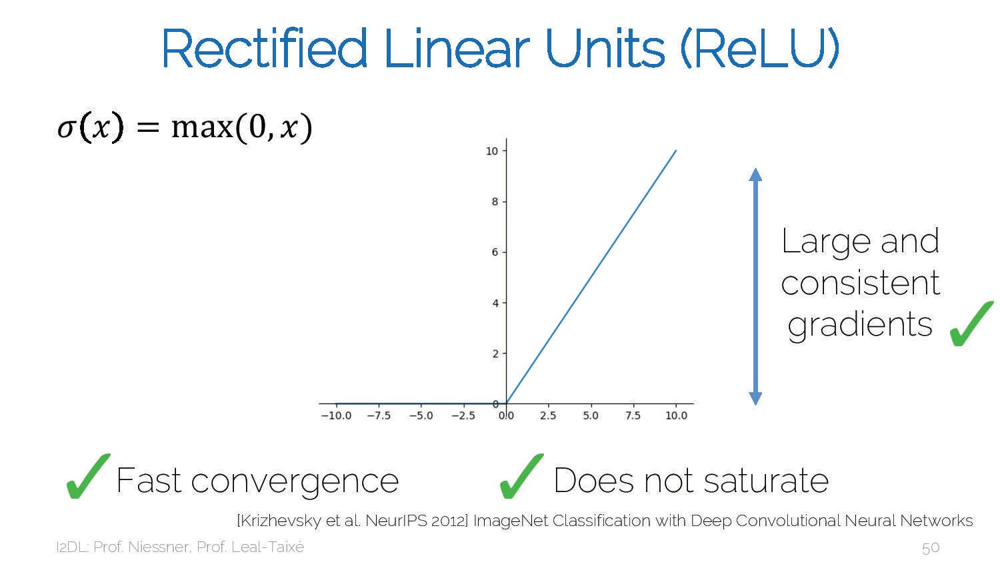 Rectified Linear Units (ReLU)
σ(x) = max(0, x)
10
8
6
4
2
0
−10.0 −7.5 −5.0 −2.5 0.0 2.5 5.0 7.5 10.0
Large and
consistent
gradients
Fast convergence
Does not saturate
[Krizhevsky et al. NeurIPS 2012] ImageNet Classification with Deep Convolutional Neural Networks
I2DL: Prof. Niessner, Prof. Leal-Taixé
50